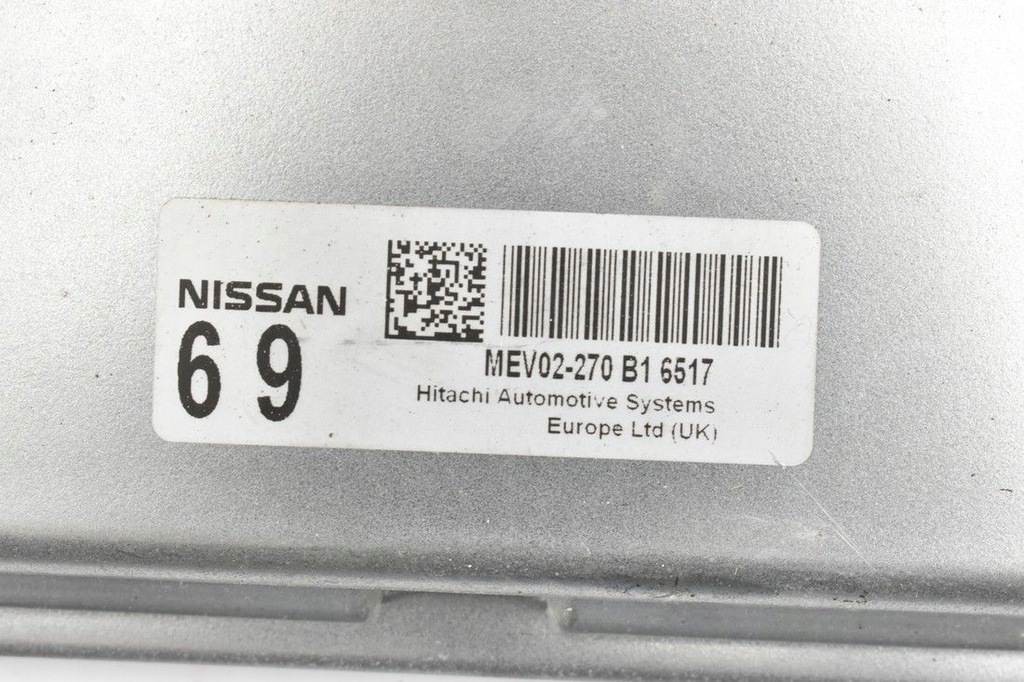 NISSAN
6 9
MEV02-270 B1 6517
Hitachi Automotive Systems
Europe Ltd (UK)